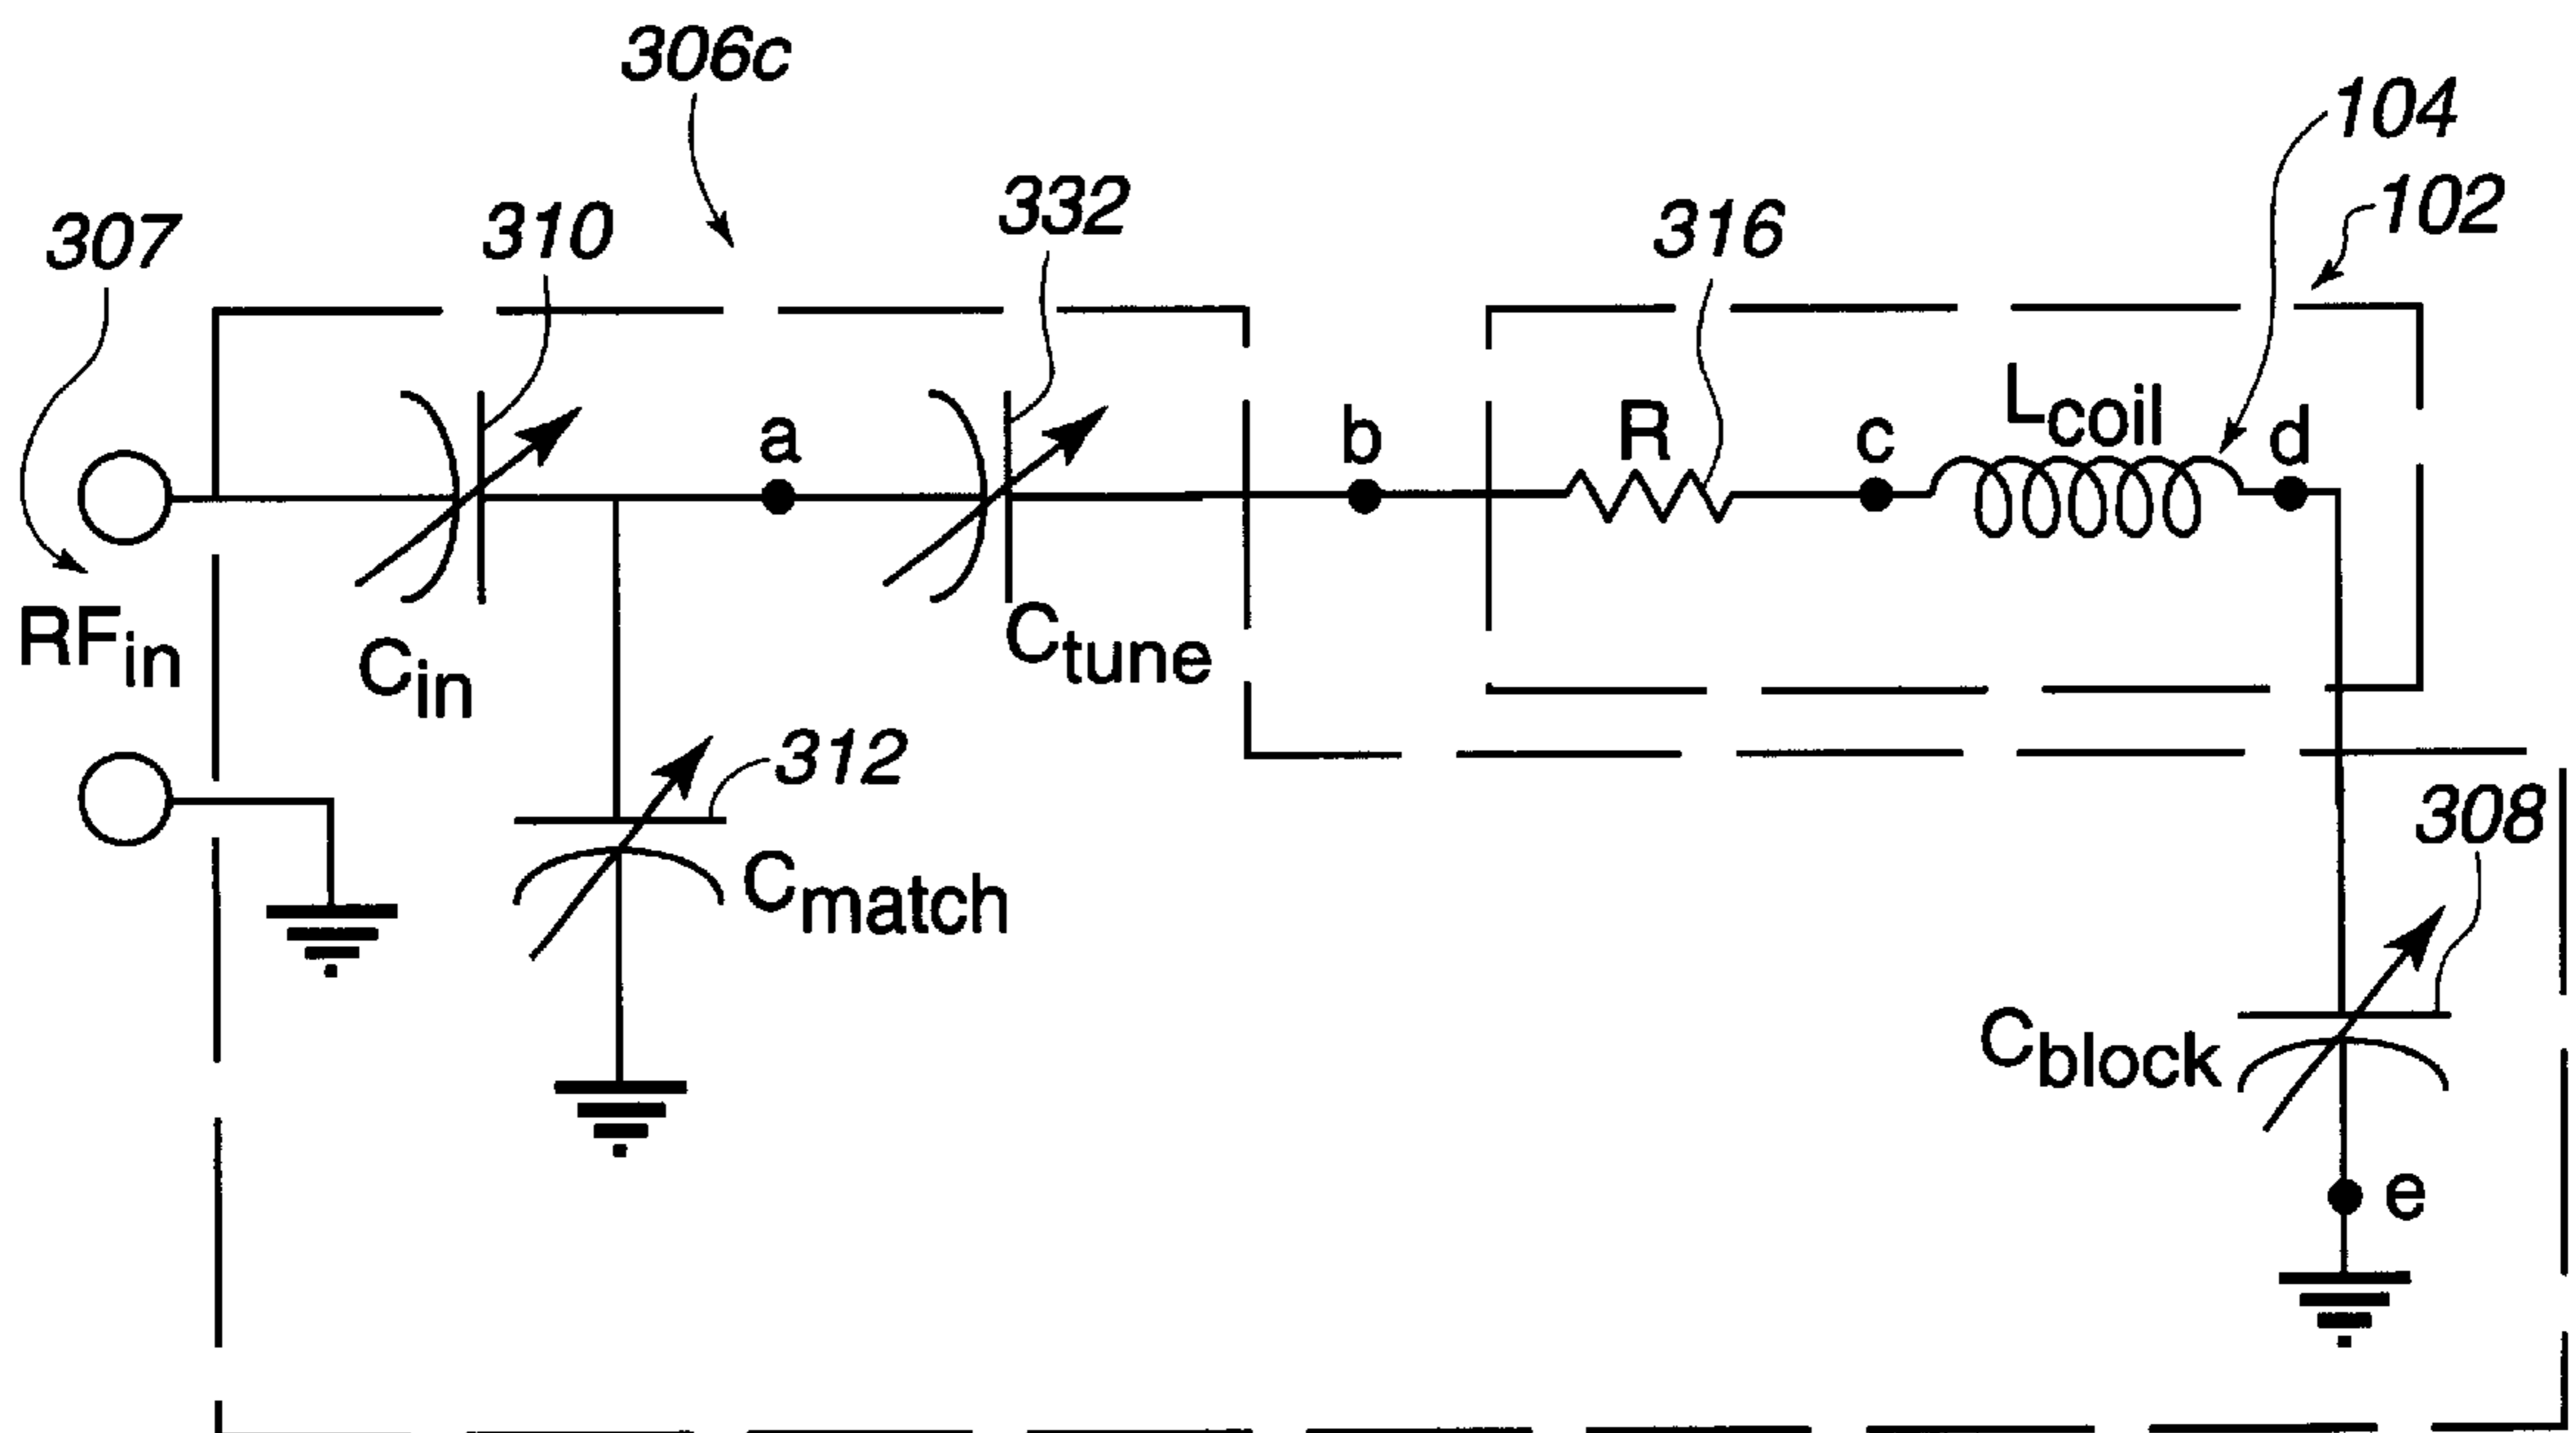 306c
104
102
307
310
332
316
a
b
R
c
Lcoil
d
RFin
Cin
Ctune
312
Cmatch
308
Cblock
e